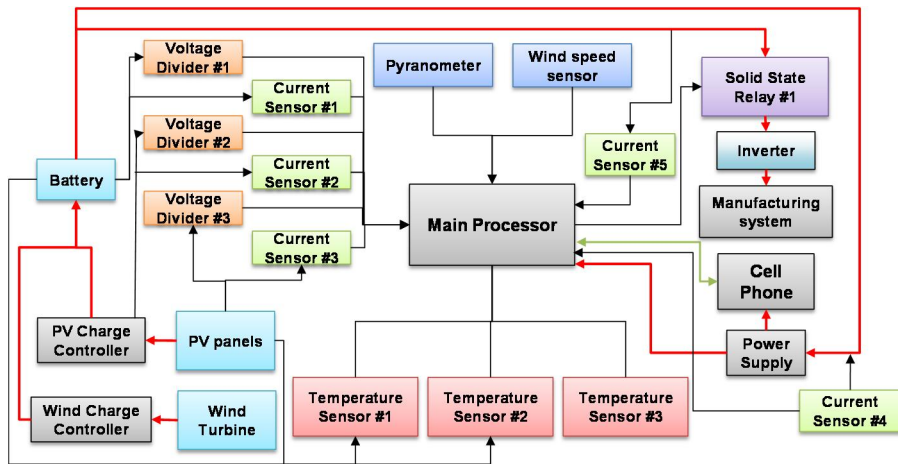 Voltage
Divider #1
Pyranometer
Wind speed
sensor
Solid State
Relay #1
Current
Sensor #1
Voltage
Divider #2
Current
Sensor #5
Inverter
Battery
Current
Sensor #2
Voltage
Divider #3
Main Processor
Manufacturing
system
Current
Sensor #3
Cell
Phone
PV Charge
Controller
PV panels
Power
Supply
Wind Charge
Controller
Wind
Turbine
Temperature
Sensor #1
Temperature
Sensor #2
Temperature
Sensor #3
Current
Sensor #4